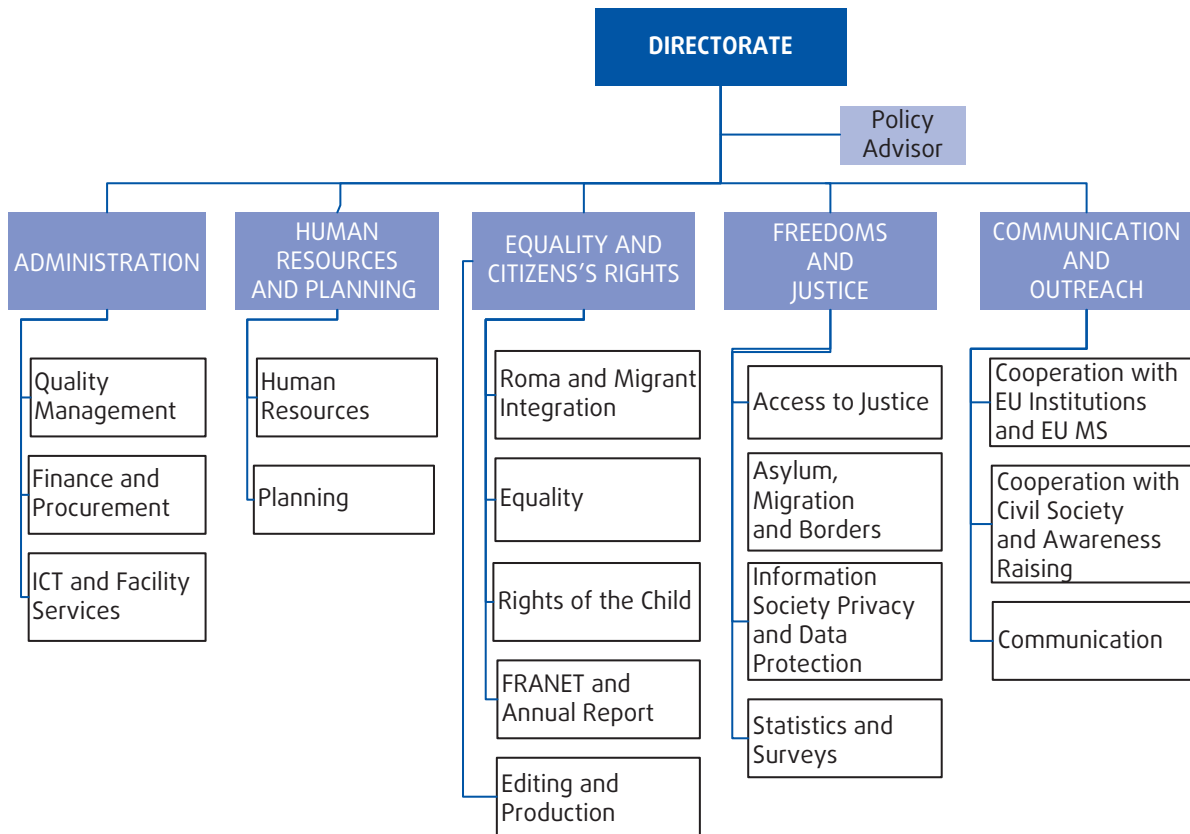 DIRECTORATE
Policy
Advisor
ADMINISTRATION
HUMAN
RESOURCES
AND PLANNING
EQUALITY AND
CITIZENS’S RIGHTS
FREEDOMS
AND
JUSTICE
COMMUNICATION
AND
OUTREACH
Quality
Management
Finance and
Procurement
ICT and Facility
Services
Human
Resources
Planning
Roma and Migrant
Integration
Equality
Rights of the Child
FRANET and
Annual Report
Editing and
Production
Access to Justice
Asylum,
Migration
and Borders
Information
Society Privacy
and Data
Protection
Statistics and
Surveys
Cooperation with
EU Institutions
and EU MS
Cooperation with
Civil Society
and Awareness
Raising
Communication